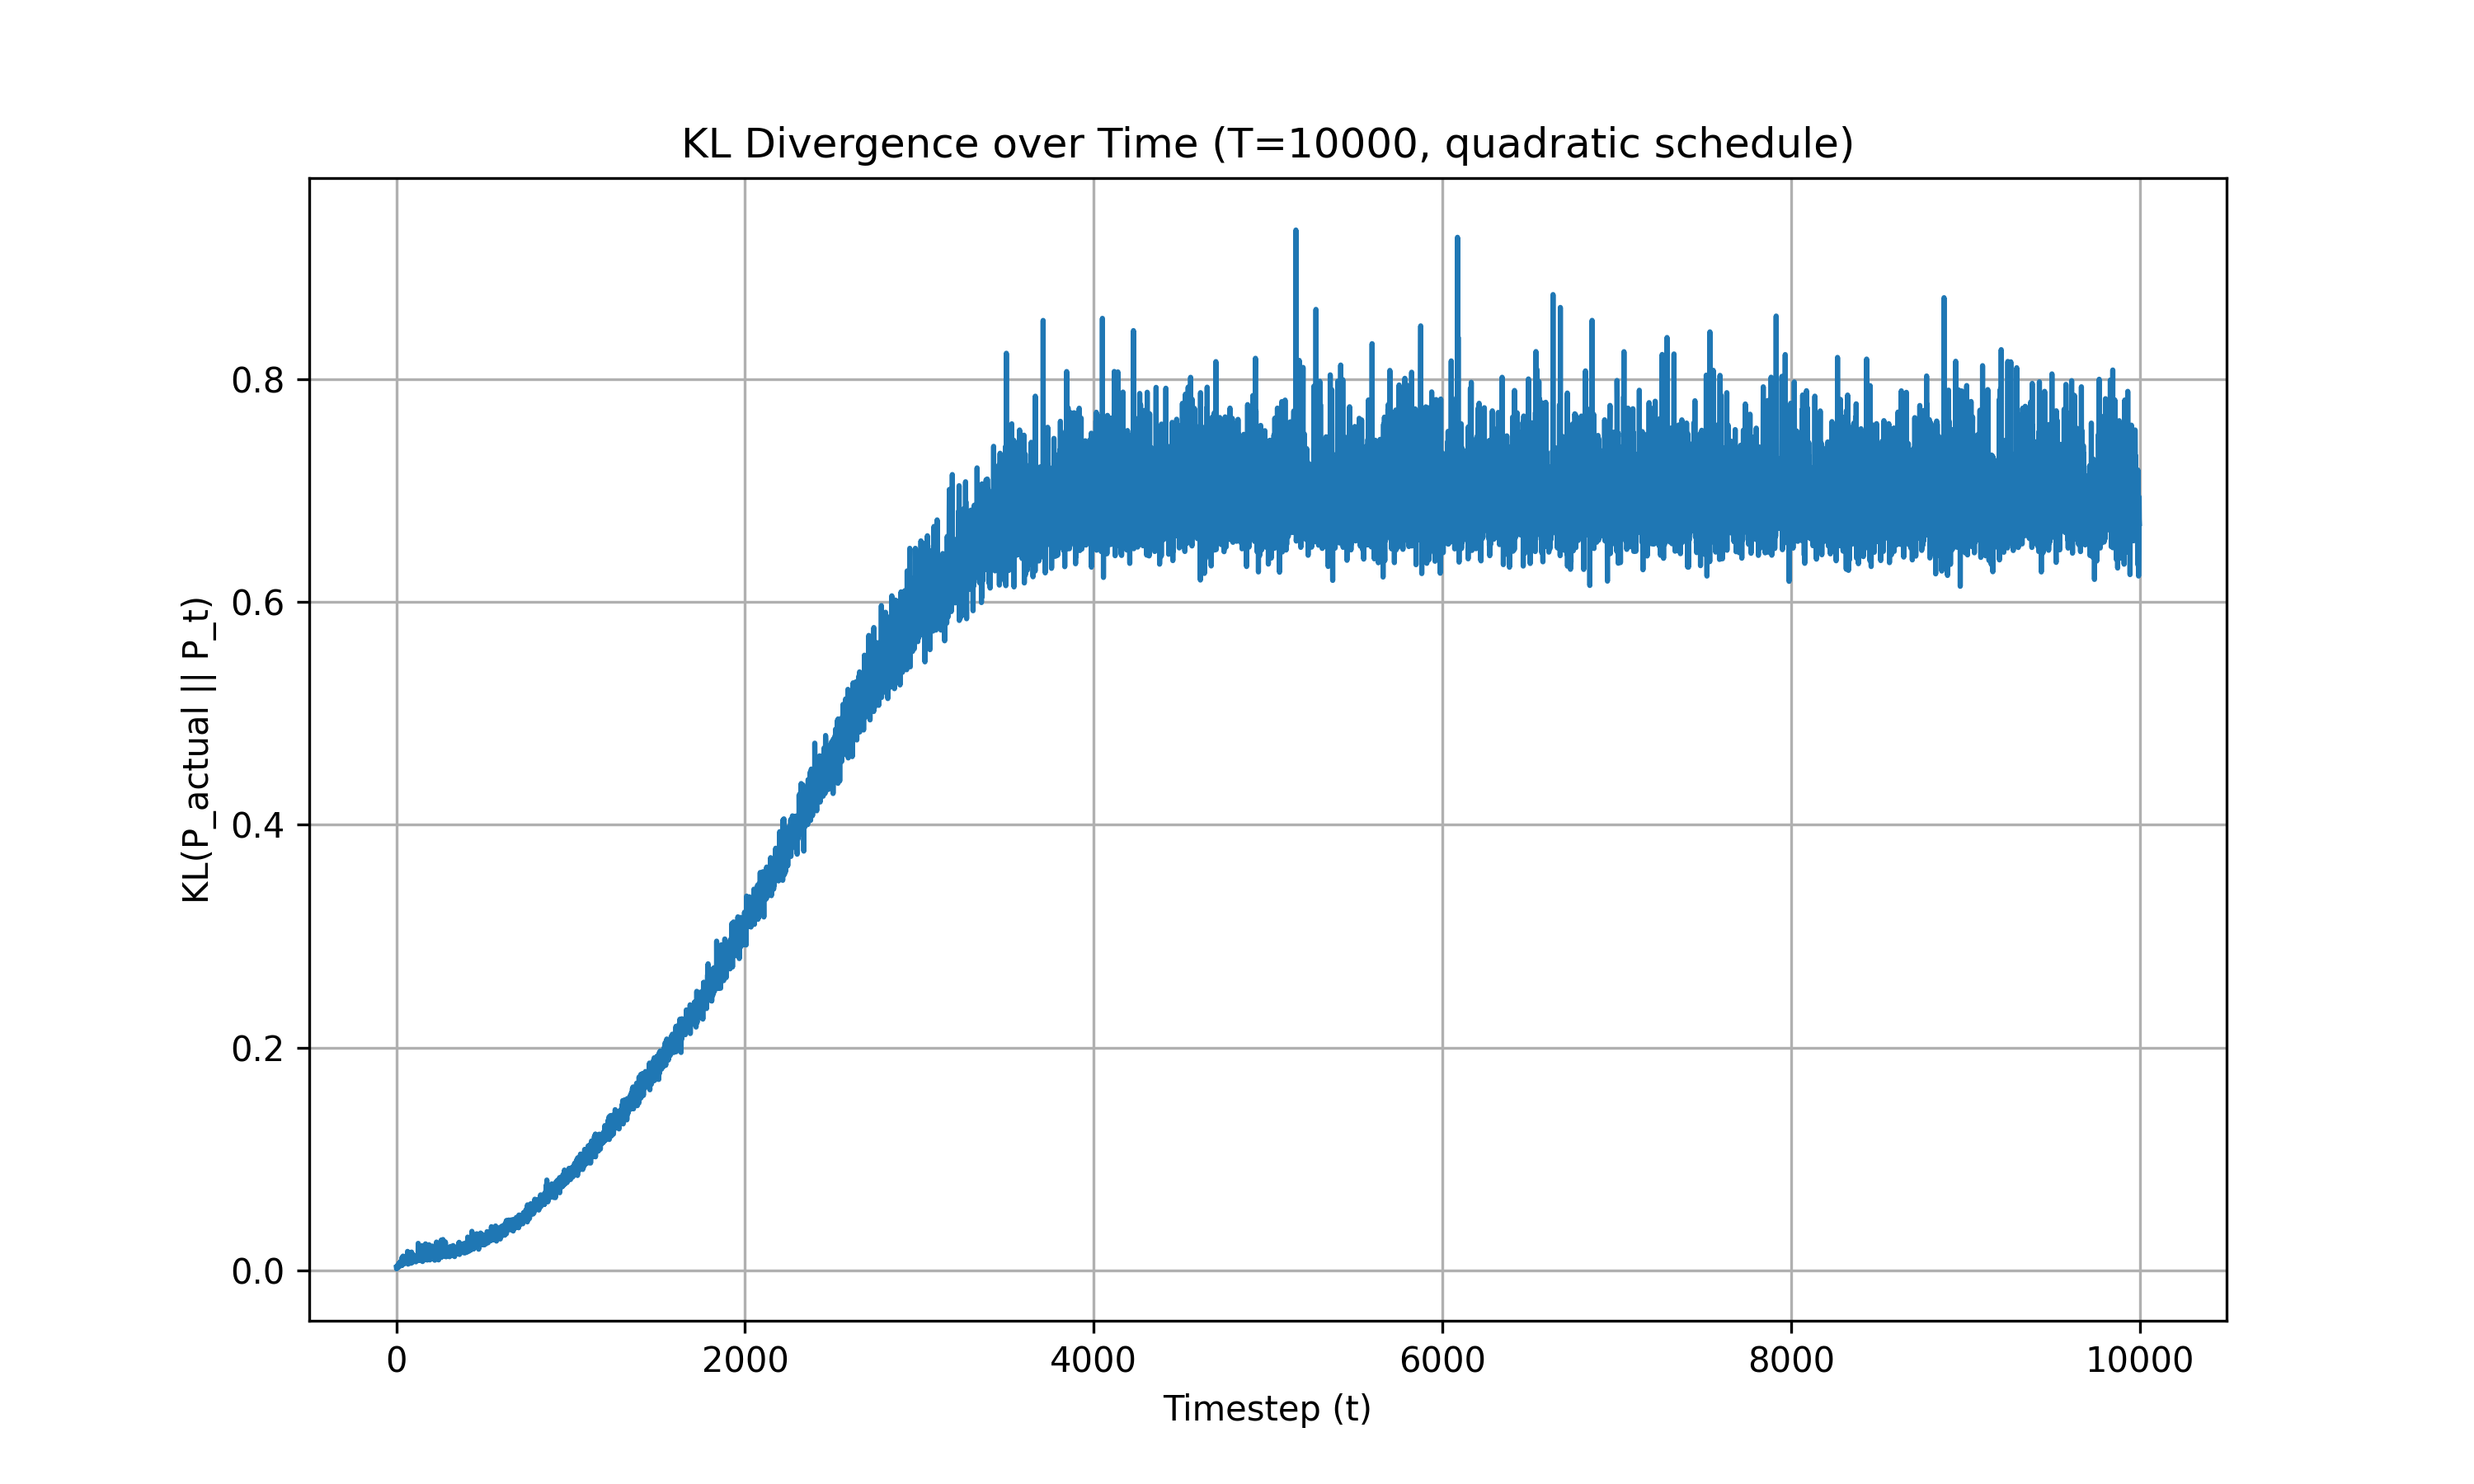 KL Divergence over Time (T=10000, quadratic schedule)
KL(P_actual || P_t)
0.8
0.6
0.4
0.2
0.0
0 2000 4000 6000 8000 10000
Timestep (t)